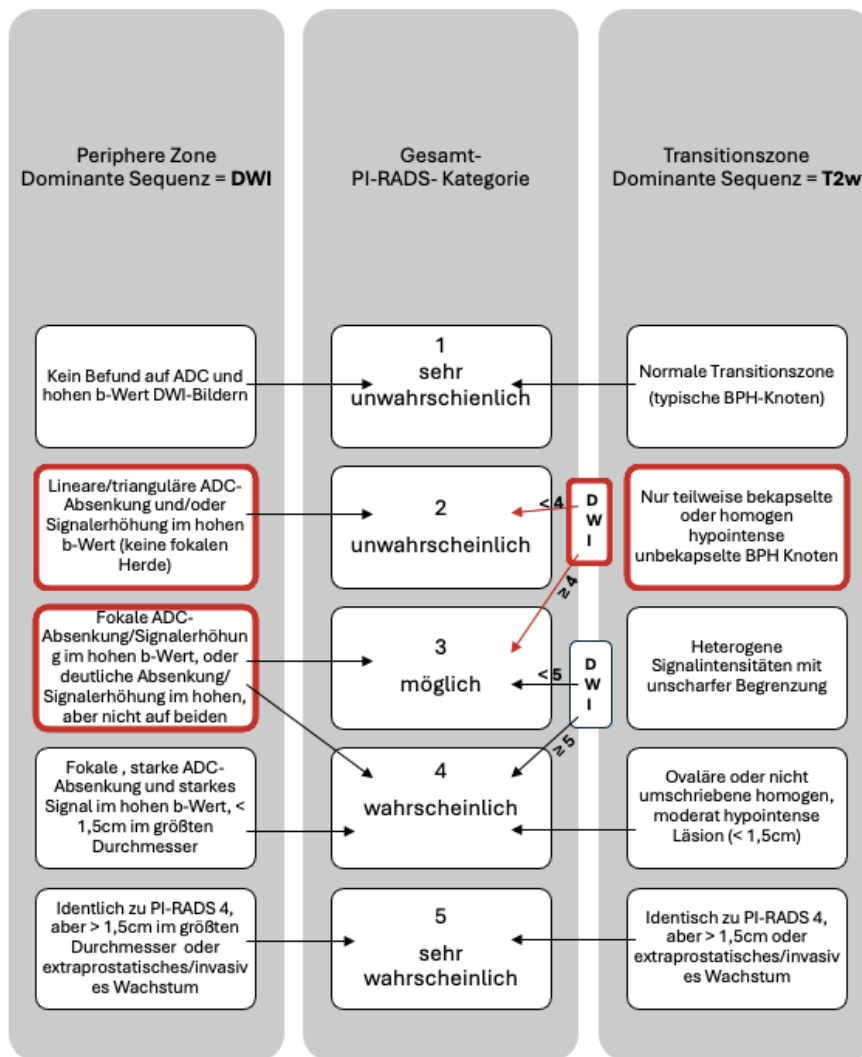 Periphere Zone
Dominante Sequenz = DWI
Gesamt-
PI-RADS- Kategorie
Transitionszone
Dominante Sequenz = T2w
Kein Befund auf ADC und
hohen b-Wert DWI-Bildern
1
sehr
unwahrschienlich
Normale Transitionszone
(typische BPH-Knoten)
Lineare/trianguläre ADC-
Absenkung und/oder
Signalerhöhung im hohen
b-Wert (keine fokalen
Herde)
2
unwahrscheinlich
< 4
D
W
I
≥ 4
Nur teilweise bekapselte
oder homogen
hypointense
unbekapselte BPH Knoten
Fokale ADC-
Absenkung/Signalerhöhun
g im hohen b-Wert, oder
deutliche Absenkung/
Signalerhöhung im hohen,
aber nicht auf beiden
3
möglich
< 5
D
W
I
≥ 5
Heterogene
Signalintensitäten mit
unscharfer Begrenzung
Fokale , starke ADC-
Absenkung und starkes
Signal im hohen b-Wert, <
1,5cm im größten
Durchmesser
4
wahrscheinlich
Ovaläre oder nicht
umschriebene homogen,
moderat hypointense
Läsion (< 1,5cm)
Identlich zu PI-RADS 4,
aber > 1,5cm im größten
Durchmesser oder
extraprostatisches/invasiv
es Wachstum
5
sehr
wahrscheinlich
Identisch zu PI-RADS 4,
aber > 1,5cm oder
extraprostatisches/invasiv
es Wachstum